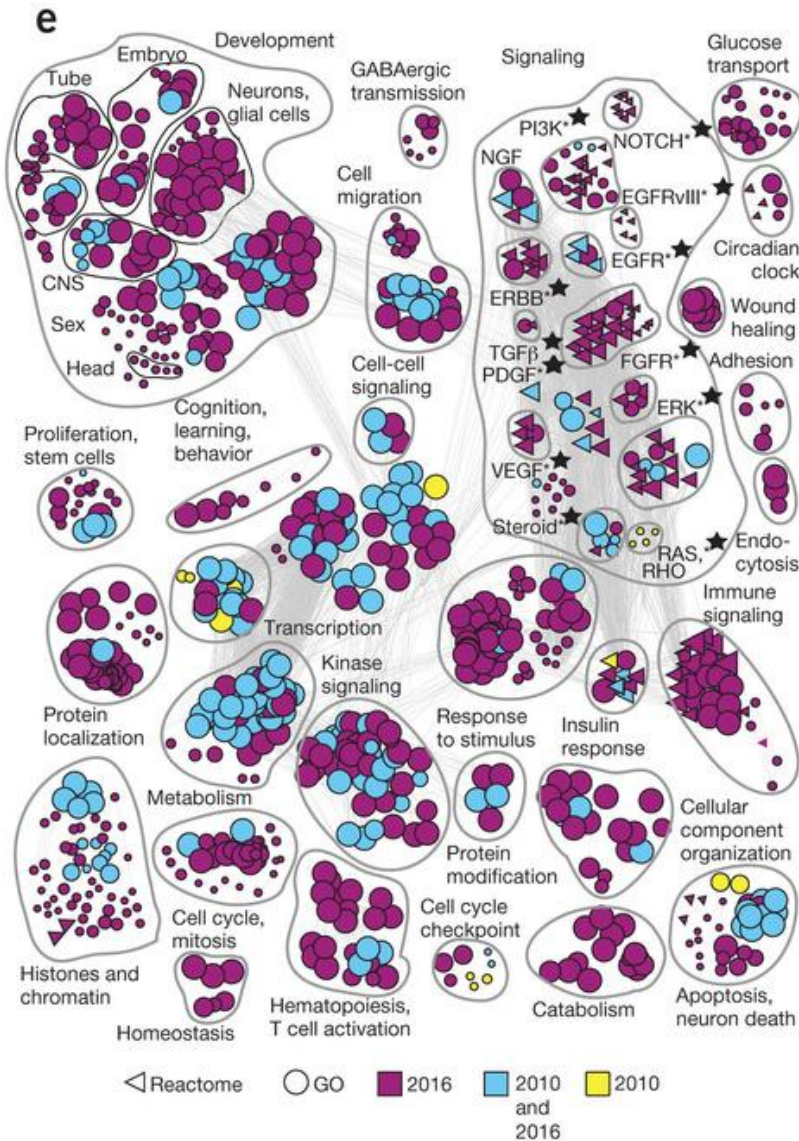 e
Development
Embryo
Tube
Neurons,
glial cells
CNS
Sex
Head
GABAergic
transmission
Cell
migration
Signaling
Glucose
transport
PI3K*
NOTCH*
NGF
EGFRvIII*
EGFR*
Circadian
clock
ERBB*
Wound
healing
TGFβ
PDGF*
FGFR*
Adhesion
ERK*
VEGF*
Steroid*
RAS,*
RHO
Endo-
cytosis
Cell-cell
signaling
Cognition,
learning,
behavior
Proliferation,
stem cells
Transcription
Immune
signaling
Protein
localization
Kinase
signaling
Response
to stimulus
Insulin
response
Metabolism
Protein
modification
Cellular
component
organization
Cell cycle,
mitosis
Cell cycle
checkpoint
Histones and
chromatin
Homeostasis
Hematopoiesis,
T cell activation
Catabolism
Apoptosis,
neuron death
Reactome
GO
2016
2010
and
2016
2010